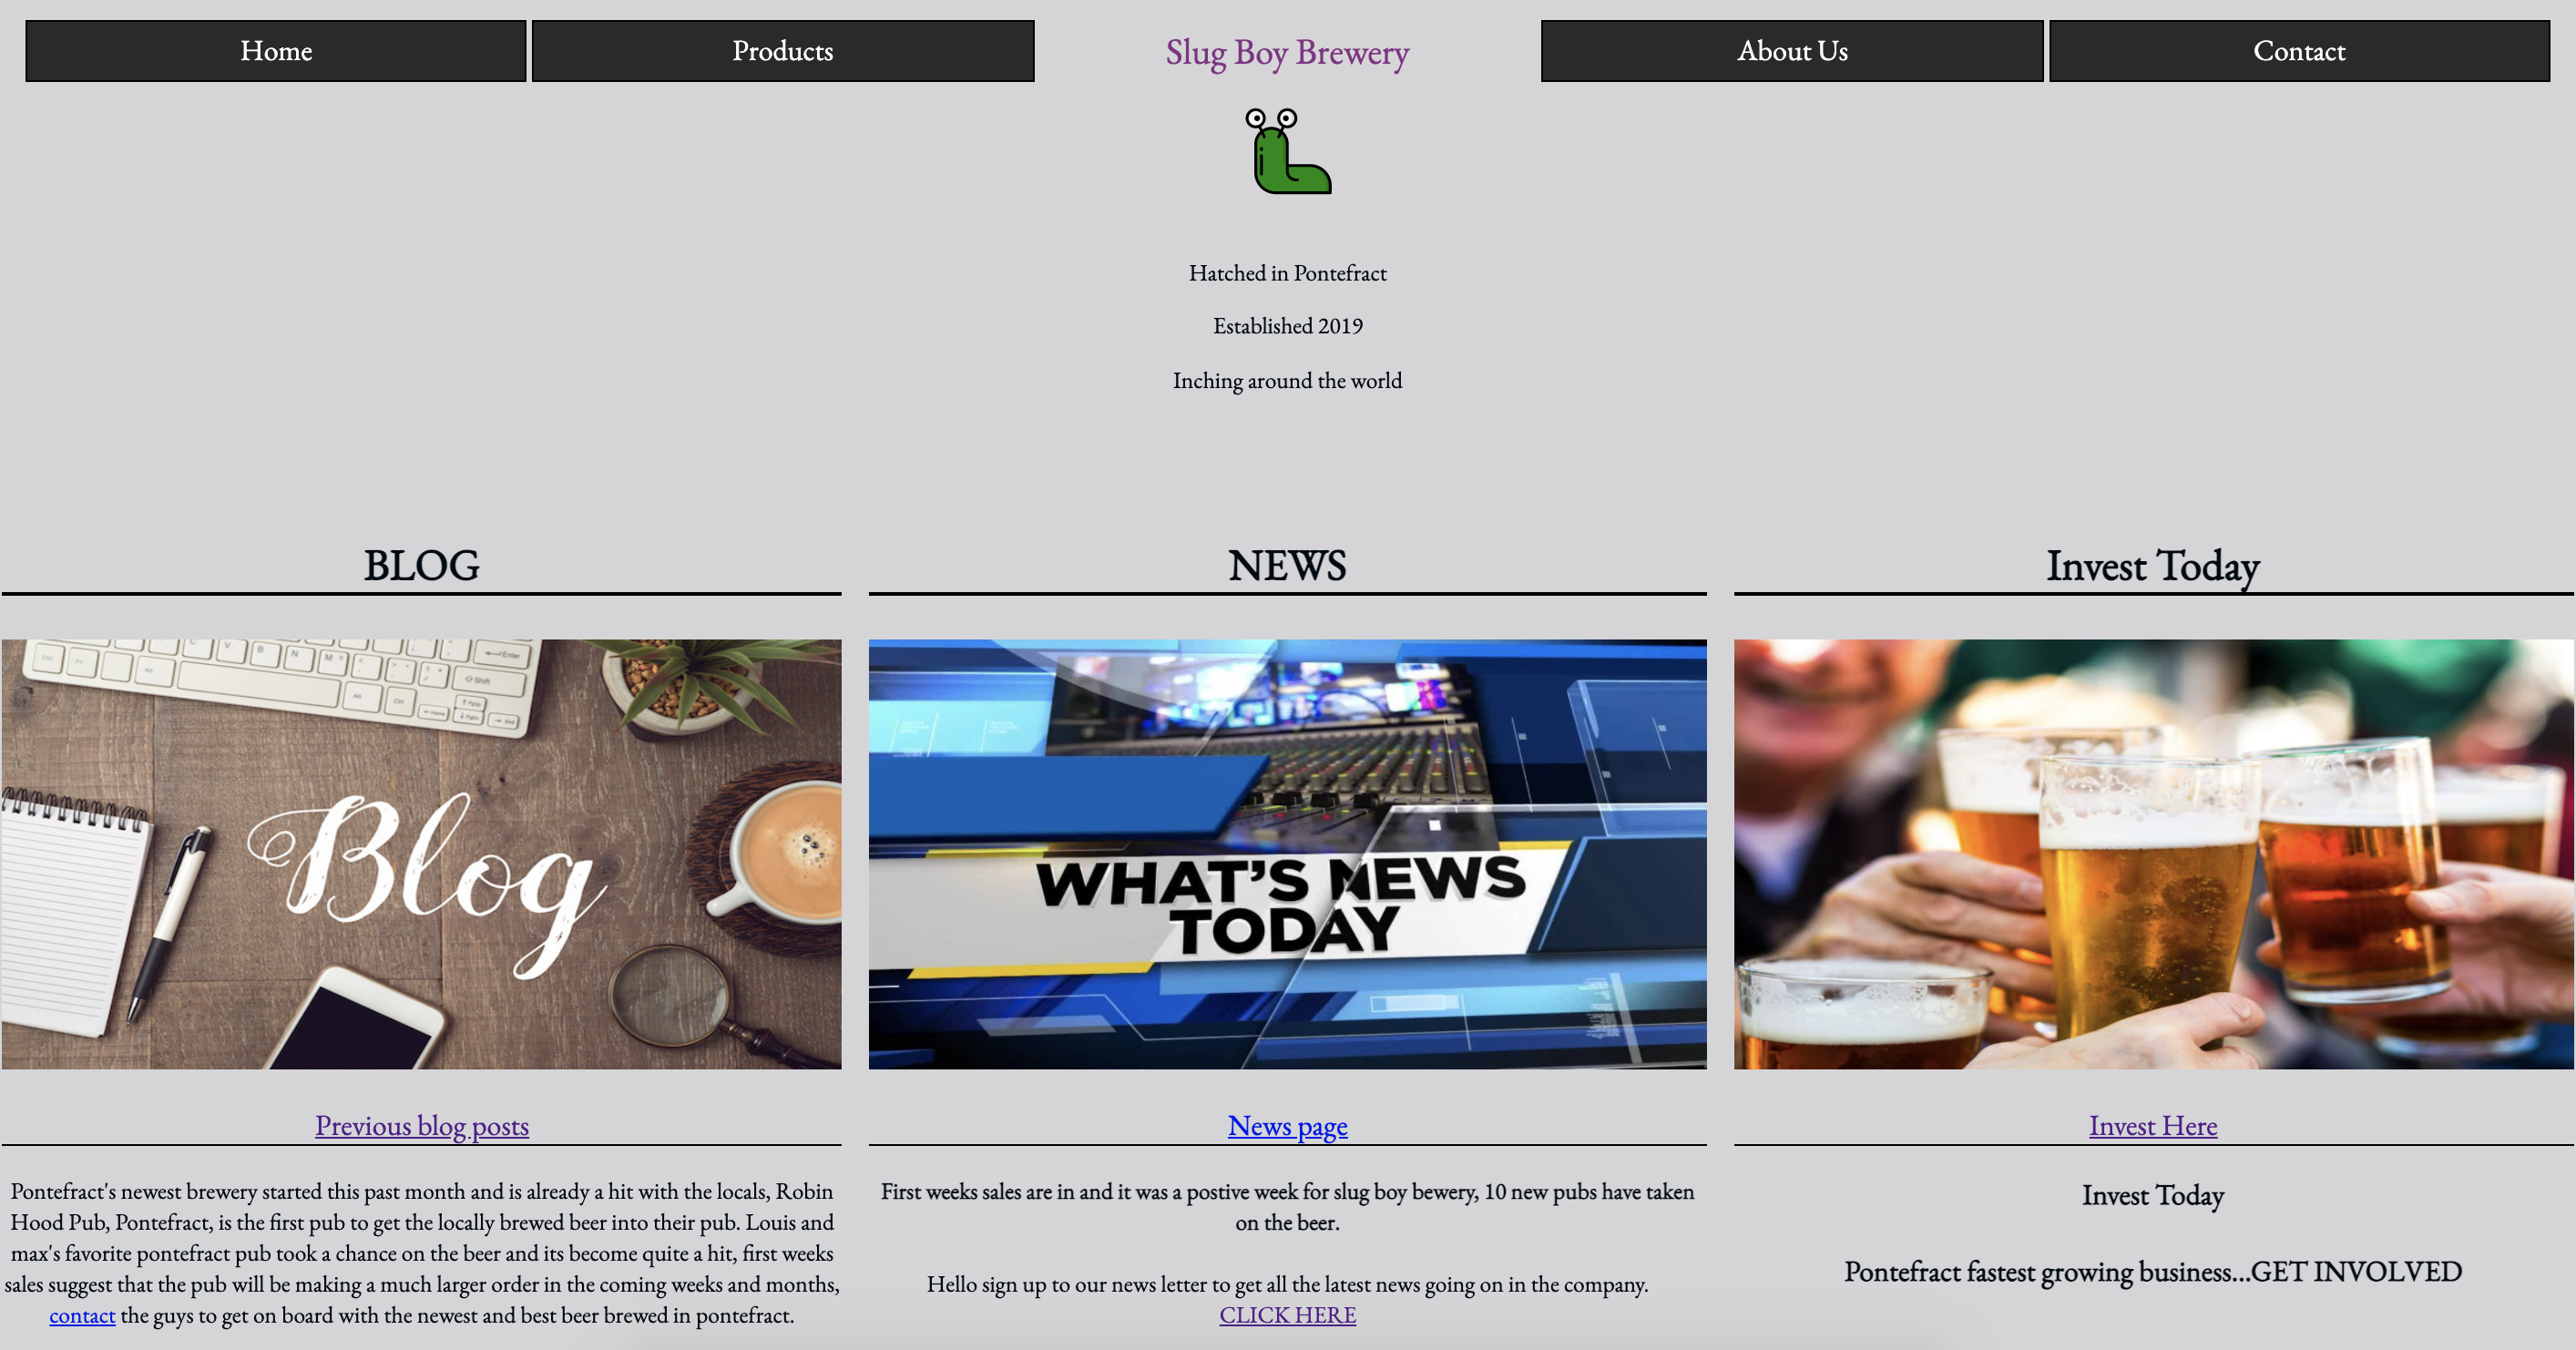 Home
Products
Slug Boy Brewery
About Us
Contact
Hatched in Pontefract
Established 2019
Inching around the world
BLOG
NEWS
Invest Today
Blog
WHAT'S NEWS
TODAY
Previous blog posts
Pontefract's newest brewery started this past month and is already a hit with the locals, Robin
Hood Pub, Pontefract, is the first pub to get the locally brewed beer into their pub. Louis and
max's favorite pontefract pub took a chance on the beer and its become quite a hit, first weeks
sales suggest that the pub will be making a much larger order in the coming weeks and months,
contact the guys to get on board with the newest and best beer brewed in pontefract.
News page
First weeks sales are in and it was a postive week for slug boy bewery, 10 new pubs have taken
on the beer.
Hello sign up to our news letter to get all the latest news going on in the company.
CLICK HERE
Invest Here
Invest Today
Pontefract fastest growing business...GET INVOLVED